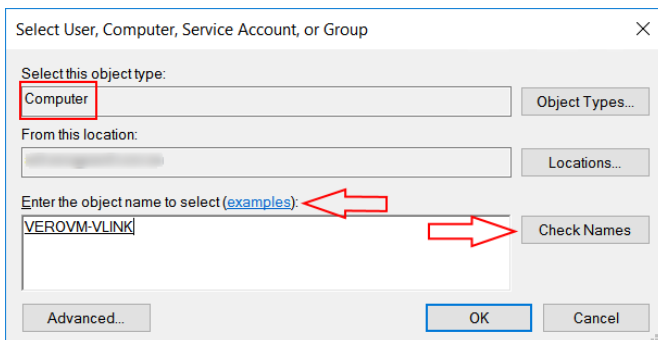 Select User, Computer, Service Account, or Group
Select this object type:
Computer
Object Types...
From this location:
Locations...
Enter the object name to select (examples):
VEROVM-VLINK
Check Names
Advanced...
OK
Cancel